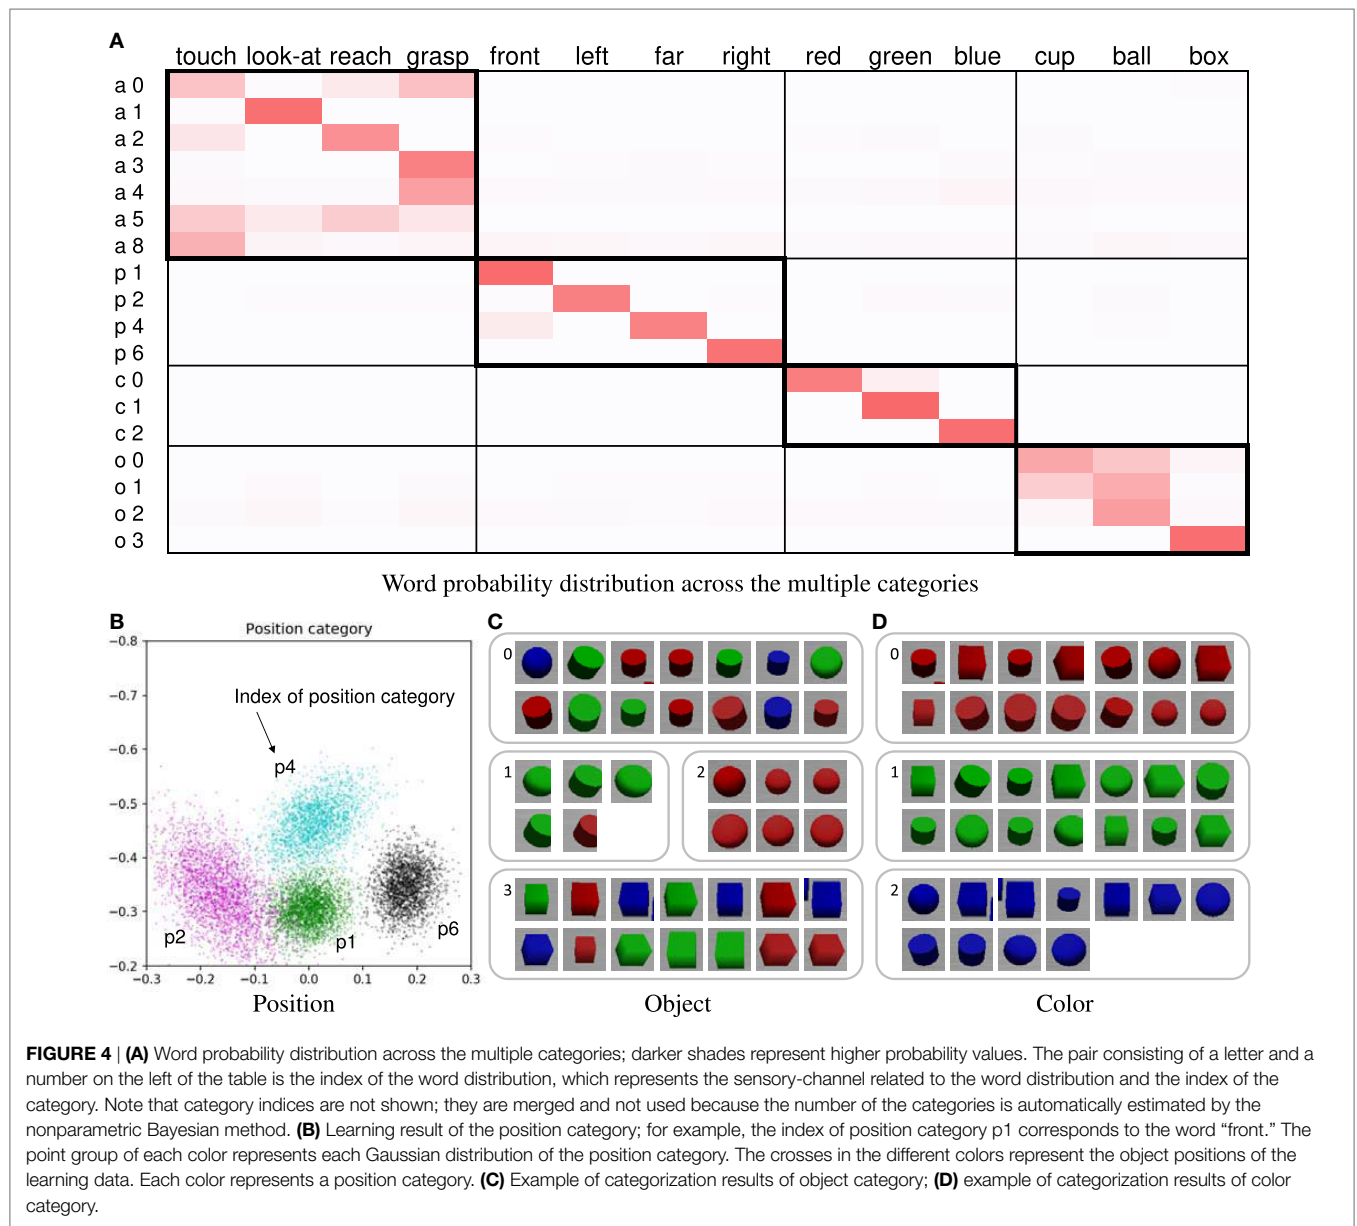 A
touch look-at reach grasp front left far right red green blue cup ball box
a 0
a 1
a 2
a 3
a 4
a 5
a 8
p 1
p 2
p 4
p 6
c 0
c 1
c 2
o 0
o 1
o 2
o 3
Word probability distribution across the multiple categories
B
Position category
−0.8
−0.7
−0.6
−0.5
−0.4
−0.3
−0.2
Index of position category
p4
p2
p1
p6
−0.3 −0.2 −0.1 0.0 0.1 0.2 0.3
Position
C
0
1
2
3
Object
D
0
1
2
Color
FIGURE 4 | (A) Word probability distribution across the multiple categories; darker shades represent higher probability values. The pair consisting of a letter and a
number on the left of the table is the index of the word distribution, which represents the sensory-channel related to the word distribution and the index of the
category. Note that category indices are not shown; they are merged and not used because the number of the categories is automatically estimated by the
nonparametric Bayesian method. (B) Learning result of the position category; for example, the index of position category p1 corresponds to the word “front.” The
point group of each color represents each Gaussian distribution of the position category. The crosses in the different colors represent the object positions of the
learning data. Each color represents a position category. (C) Example of categorization results of object category; (D) example of categorization results of color
category.